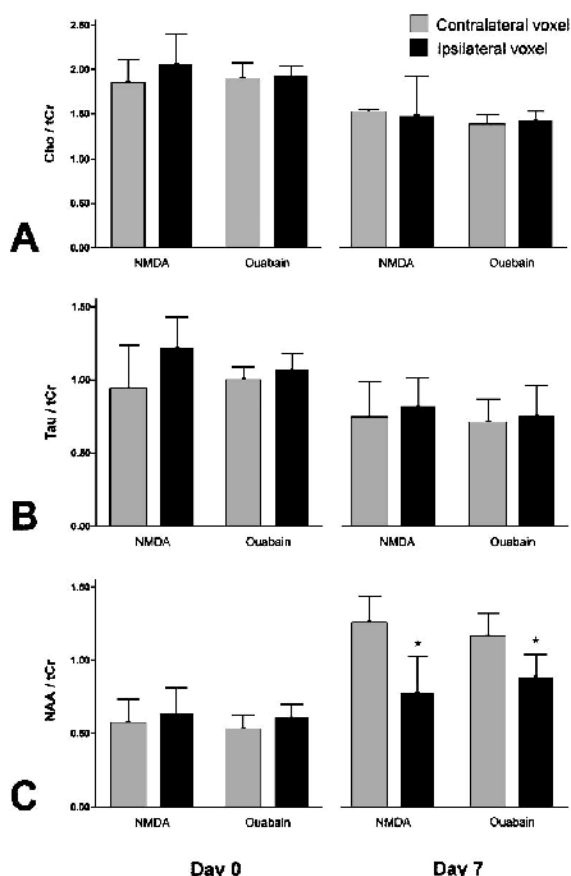 Contralateral voxel
Ipsilateral voxel
2.50
2.00
1.50
1.00
0.50
0.00
Cho / tCr
A
NMDA
Ouabain
NMDA
Ouabain
1.50
1.00
0.50
0.00
Tau / tCr
B
NMDA
Ouabain
NMDA
Ouabain
1.50
1.00
0.50
0.00
NAA / tCr
*
*
C
NMDA
Ouabain
NMDA
Ouabain
Day 0
Day 7